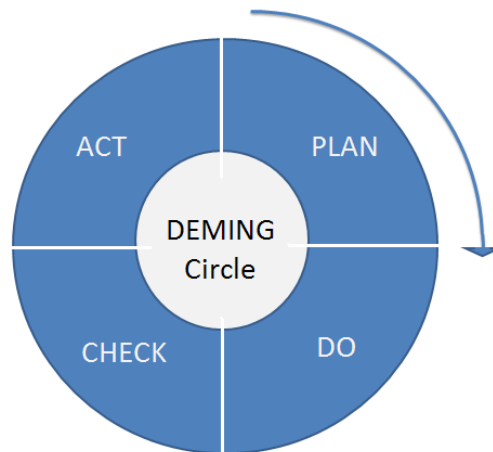 ACT
PLAN
DEMING
Circle
CHECK
DO